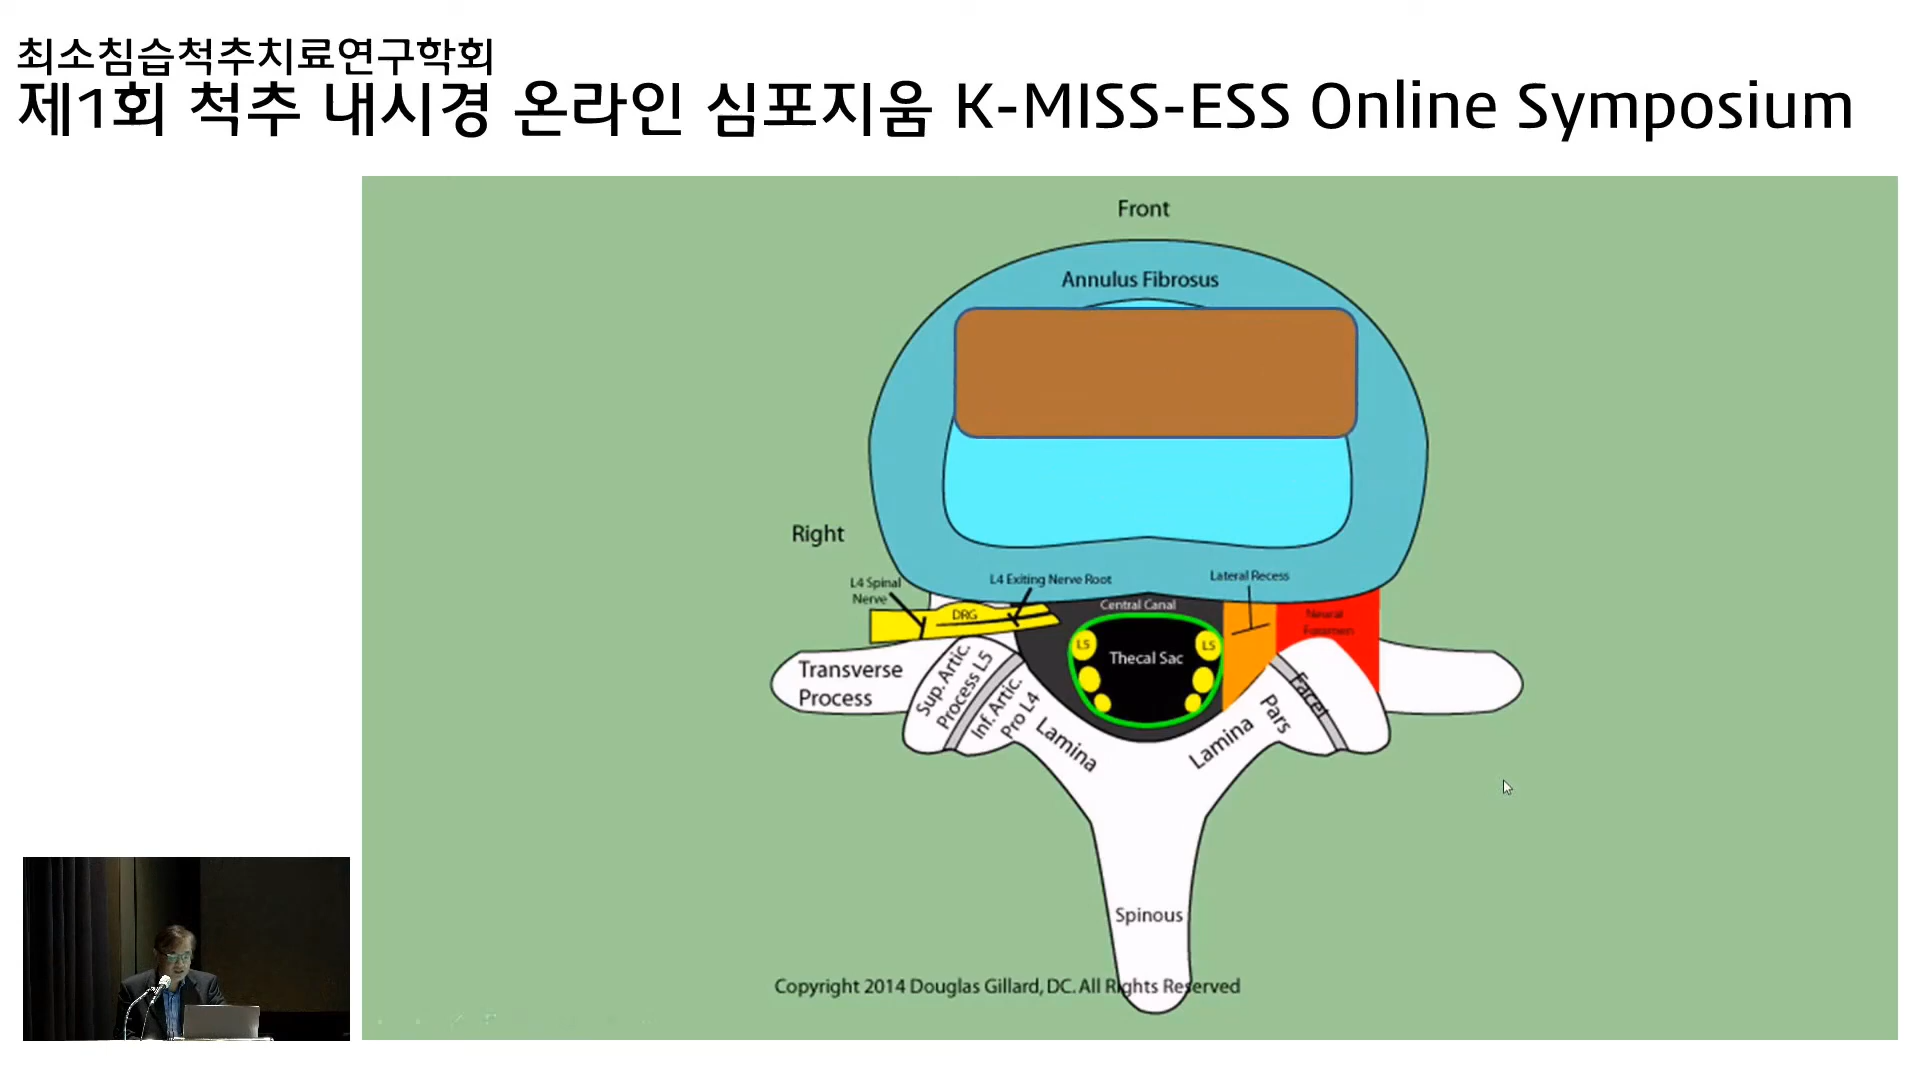 최소침습척추치료연구학회
제1회 척추 내시경 온라인 심포지움 K-MISS-ESS Online Symposium
Front
Annulus Fibrosus
Right
L4 Spinal
Nerve
L4 Exiting Nerve Root
Lateral Recess
DRG
Central Canal
Neural
Foramen
L5
L5
Thecal Sac
Transverse
Process
Sup. Artic.
Process L5
Inf. Artic.
Pro L4
Lamina
Lamina
Pars
Facet
Spinous
Copyright 2014 Douglas Gillard, DC. All Rights Reserved